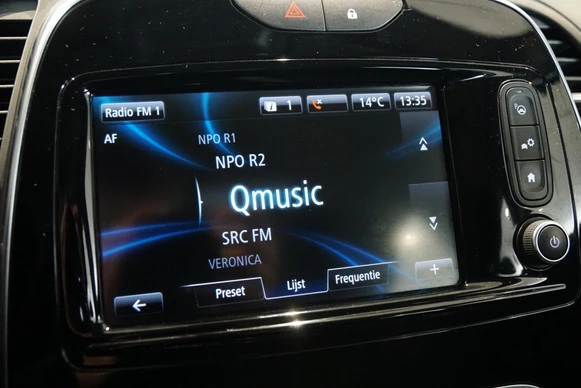 Radio FM 1
1
14°C
13:35
AF
NPO R1
NPO R2
Qmusic
SRC FM
VERONICA
Preset
Lijst
Frequentie